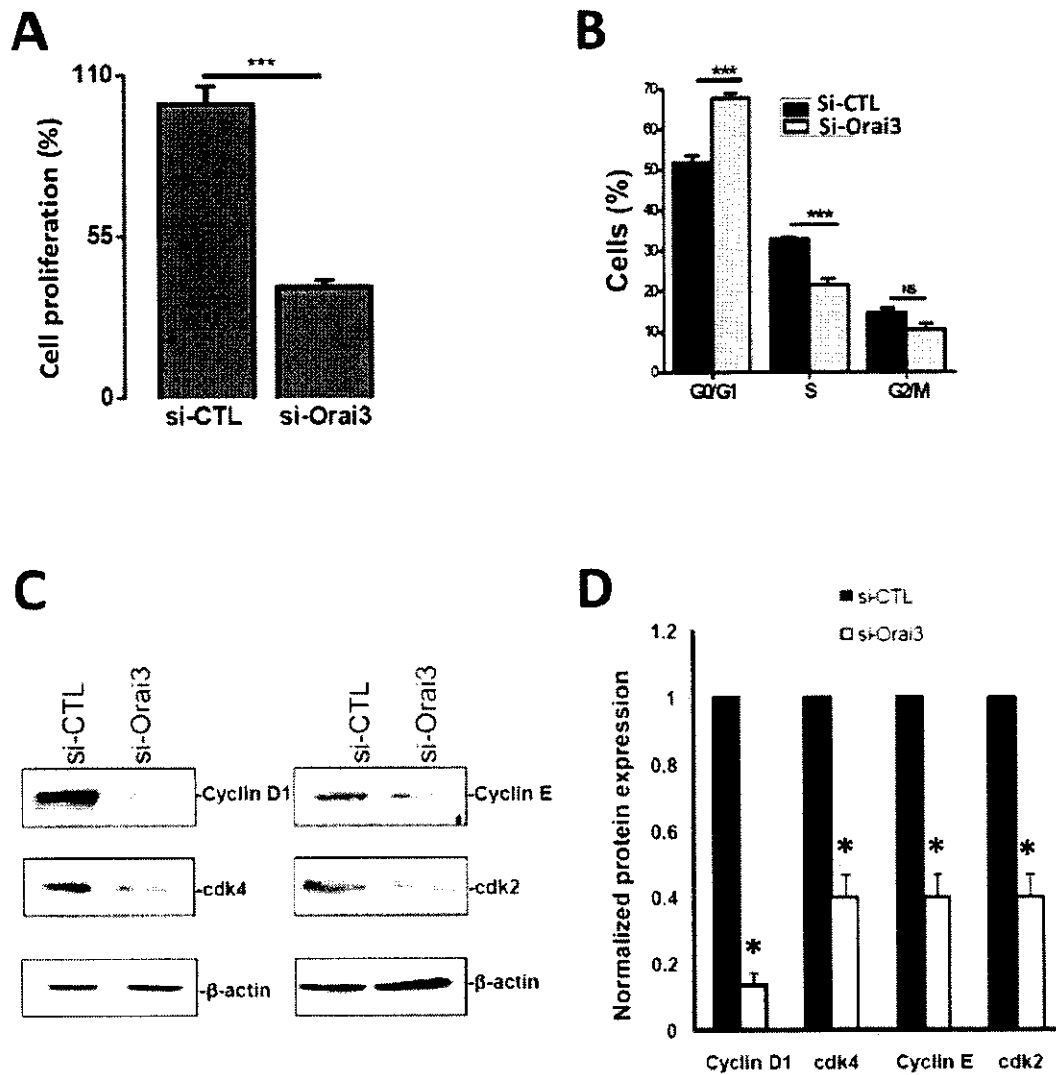 A
110
55
0
Cell proliferation (%)
***
si-CTL
si-Orai3
B
70
60
50
40
30
20
10
0
Cells (%)
***
***
NS
Si-CTL
Si-Orai3
G0/G1
S
G2/M
C
si-CTL
si-Orai3
-Cyclin D1
-cdk4
-β-actin
si-CTL
si-Orai3
-Cyclin E
-cdk2
-β-actin
D
si-CTL
si-Orai3
1.2
1
0.8
0.6
0.4
0.2
0
Normalized protein expression
*
*
*
*
Cyclin D1
cdk4
Cyclin E
cdk2